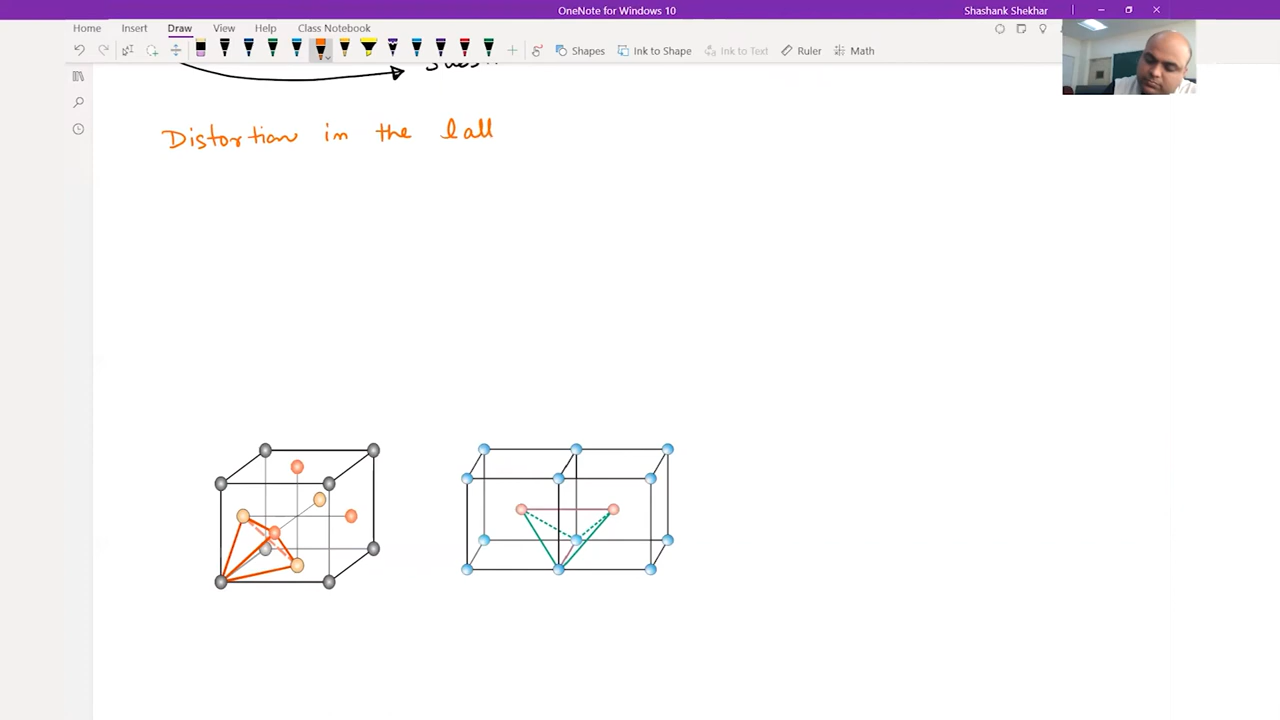 OneNote for Windows 10
Shashank Shekhar
Home Insert Draw View Help Class Notebook
Shapes Ink to Shape Ink to Text Ruler Math
Distortion in the latt